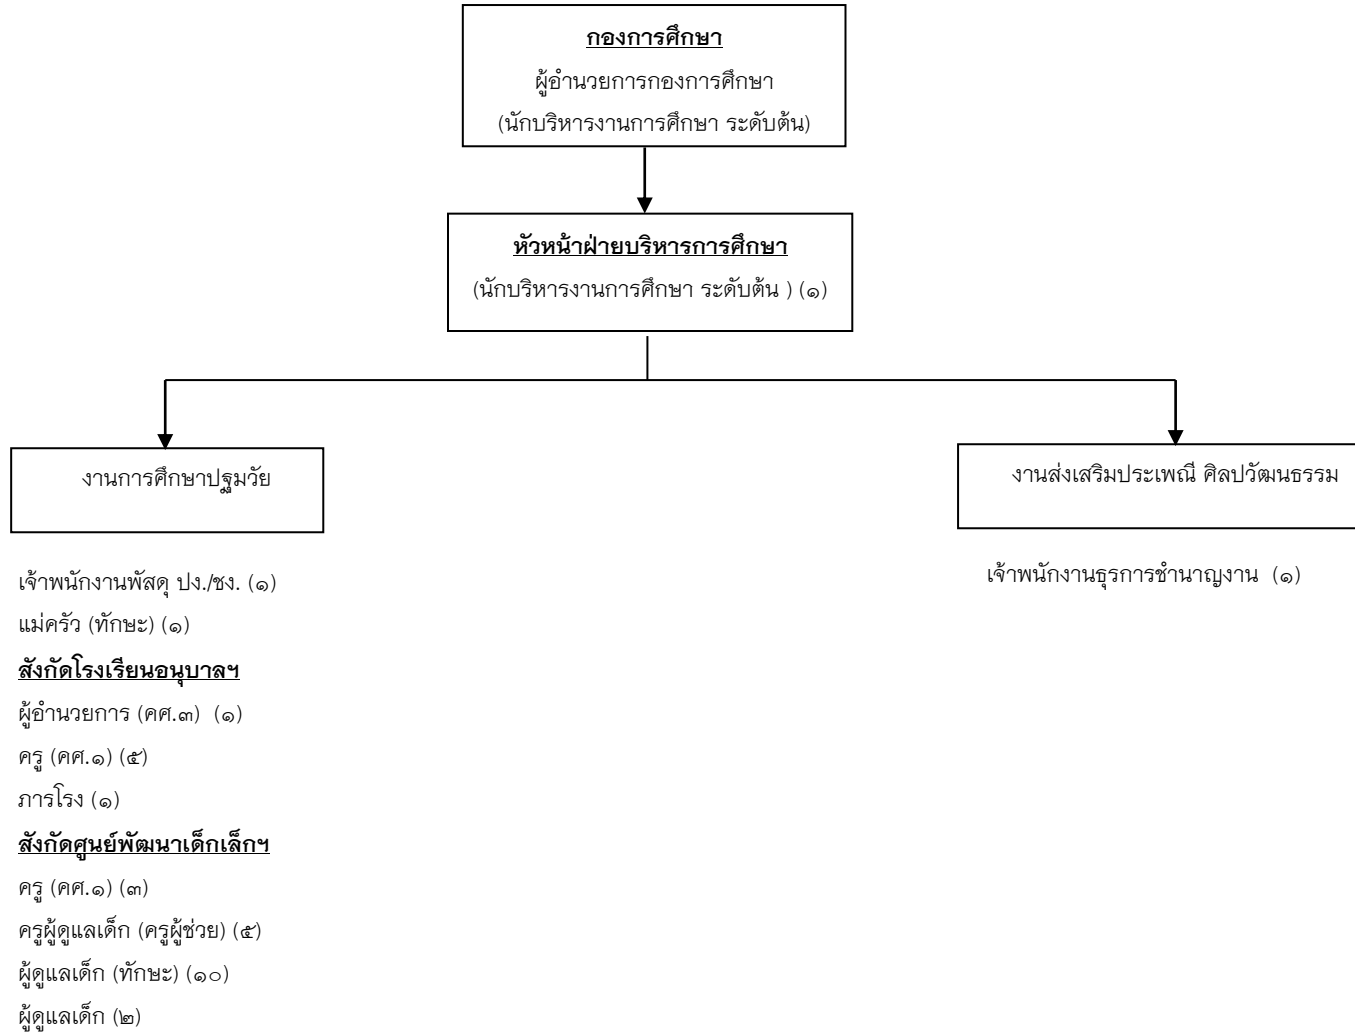 กองการศึกษา
ผู้อำนวยการกองการศึกษา
(นักบริหารงานการศึกษา ระดับต้น)
หัวหน้าฝ่ายบริหารการศึกษา
(นักบริหารงานการศึกษา ระดับต้น ) (๑)
งานการศึกษาปฐมวัย
เจ้าพนักงานพัสดุ ปง./ชง. (๑)
แม่ครัว (ทักษะ) (๑)
สังกัดโรงเรียนอนุบาลฯ
ผู้อำนวยการ (คศ.๓) (๑)
ครู (คศ.๑) (๕)
ภารโรง (๑)
สังกัดศูนย์พัฒนาเด็กเล็กฯ
ครู (คศ.๑) (๓)
ครูผู้ดูแลเด็ก (ครูผู้ช่วย) (๕)
ผู้ดูแลเด็ก (ทักษะ) (๑๐)
ผู้ดูแลเด็ก (๒)
งานส่งเสริมประเพณี ศิลปวัฒนธรรม
เจ้าพนักงานธุรการชำนาญงาน (๑)